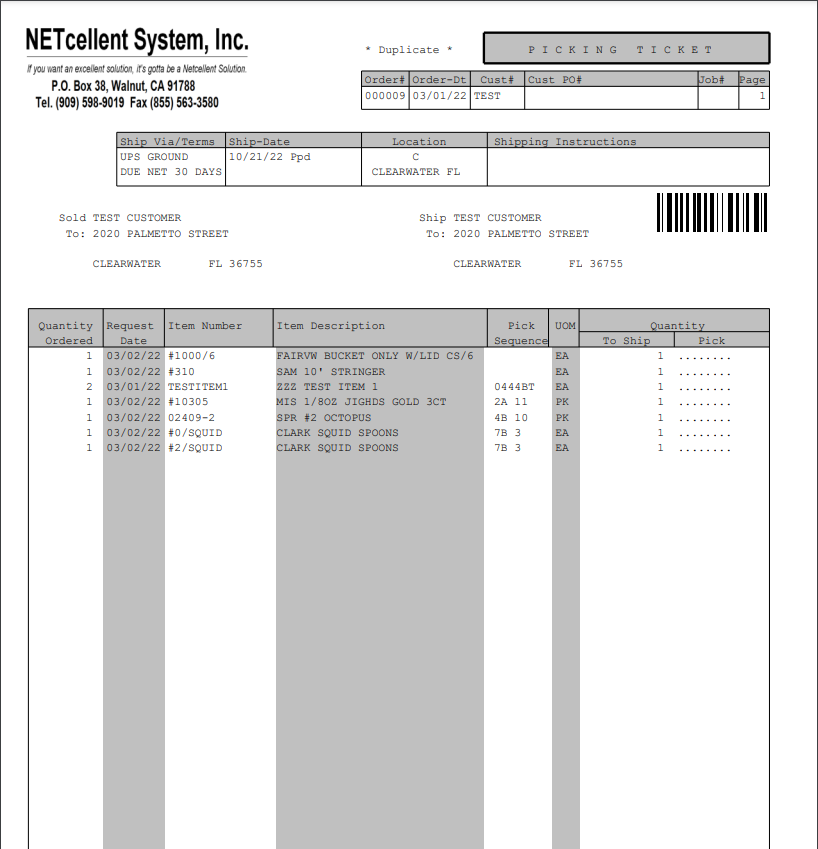 NETcellent System, Inc.
If you want an excellent solution, it's gotta be a Netcellent Solution.
P.O. Box 38, Walnut, CA 91788
Tel. (909) 598-9019 Fax (855) 563-3580
* Duplicate * PICKING TICKET
Order# Order-Dt Cust# Cust PO# Job# Page
000009 03/01/22 TEST 1
Ship Via/Terms Ship-Date Location Shipping Instructions
UPS GROUND 10/21/22 Ppd C
DUE NET 30 DAYS CLEARWATER FL
Sold TEST CUSTOMER Ship TEST CUSTOMER
To: 2020 PALMETTO STREET To: 2020 PALMETTO STREET
CLEARWATER FL 36755 CLEARWATER FL 36755
Quantity Request Item Number Item Description Pick UOM Quantity
Ordered Date Sequence To Ship Pick
1 03/02/22 #1000/6 FAIRVW BUCKET ONLY W/LID CS/6 EA 1 ........
1 03/02/22 #310 SAM 10' STRINGER EA 1 ........
2 03/01/22 TESTITEM1 ZZZ TEST ITEM 1 0444BT EA 1 ........
1 03/02/22 #10305 MIS 1/8OZ JIGHDS GOLD 3CT 2A 11 PK 1 ........
1 03/02/22 02409-2 SPR #2 OCTOPUS 4B 10 PK 1 ........
1 03/02/22 #0/SQUID CLARK SQUID SPOONS 7B 3 EA 1 ........
1 03/02/22 #2/SQUID CLARK SQUID SPOONS 7B 3 EA 1 ........